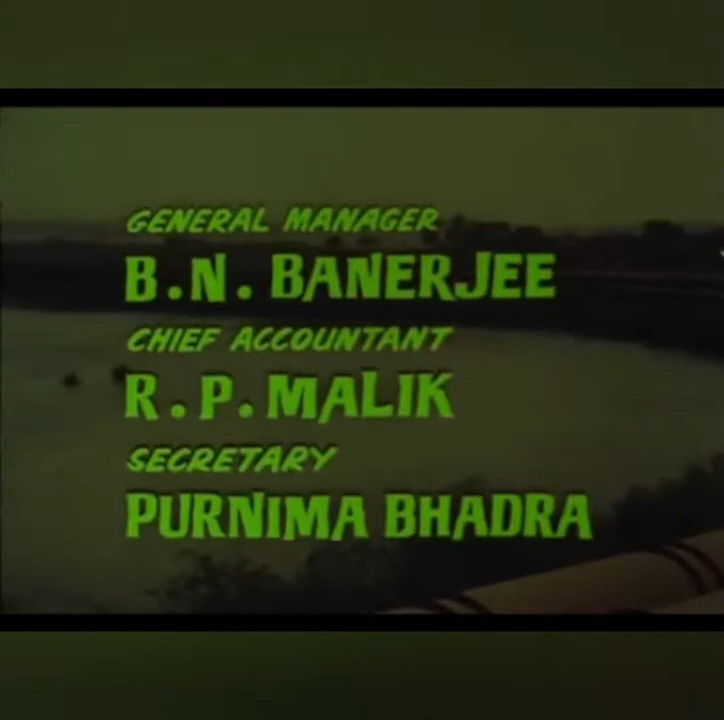 GENERAL MANAGER
B.N. BANERJEE
CHIEF ACCOUNTANT
R.P. MALIK
SECRETARY
PURNIMA BHADRA